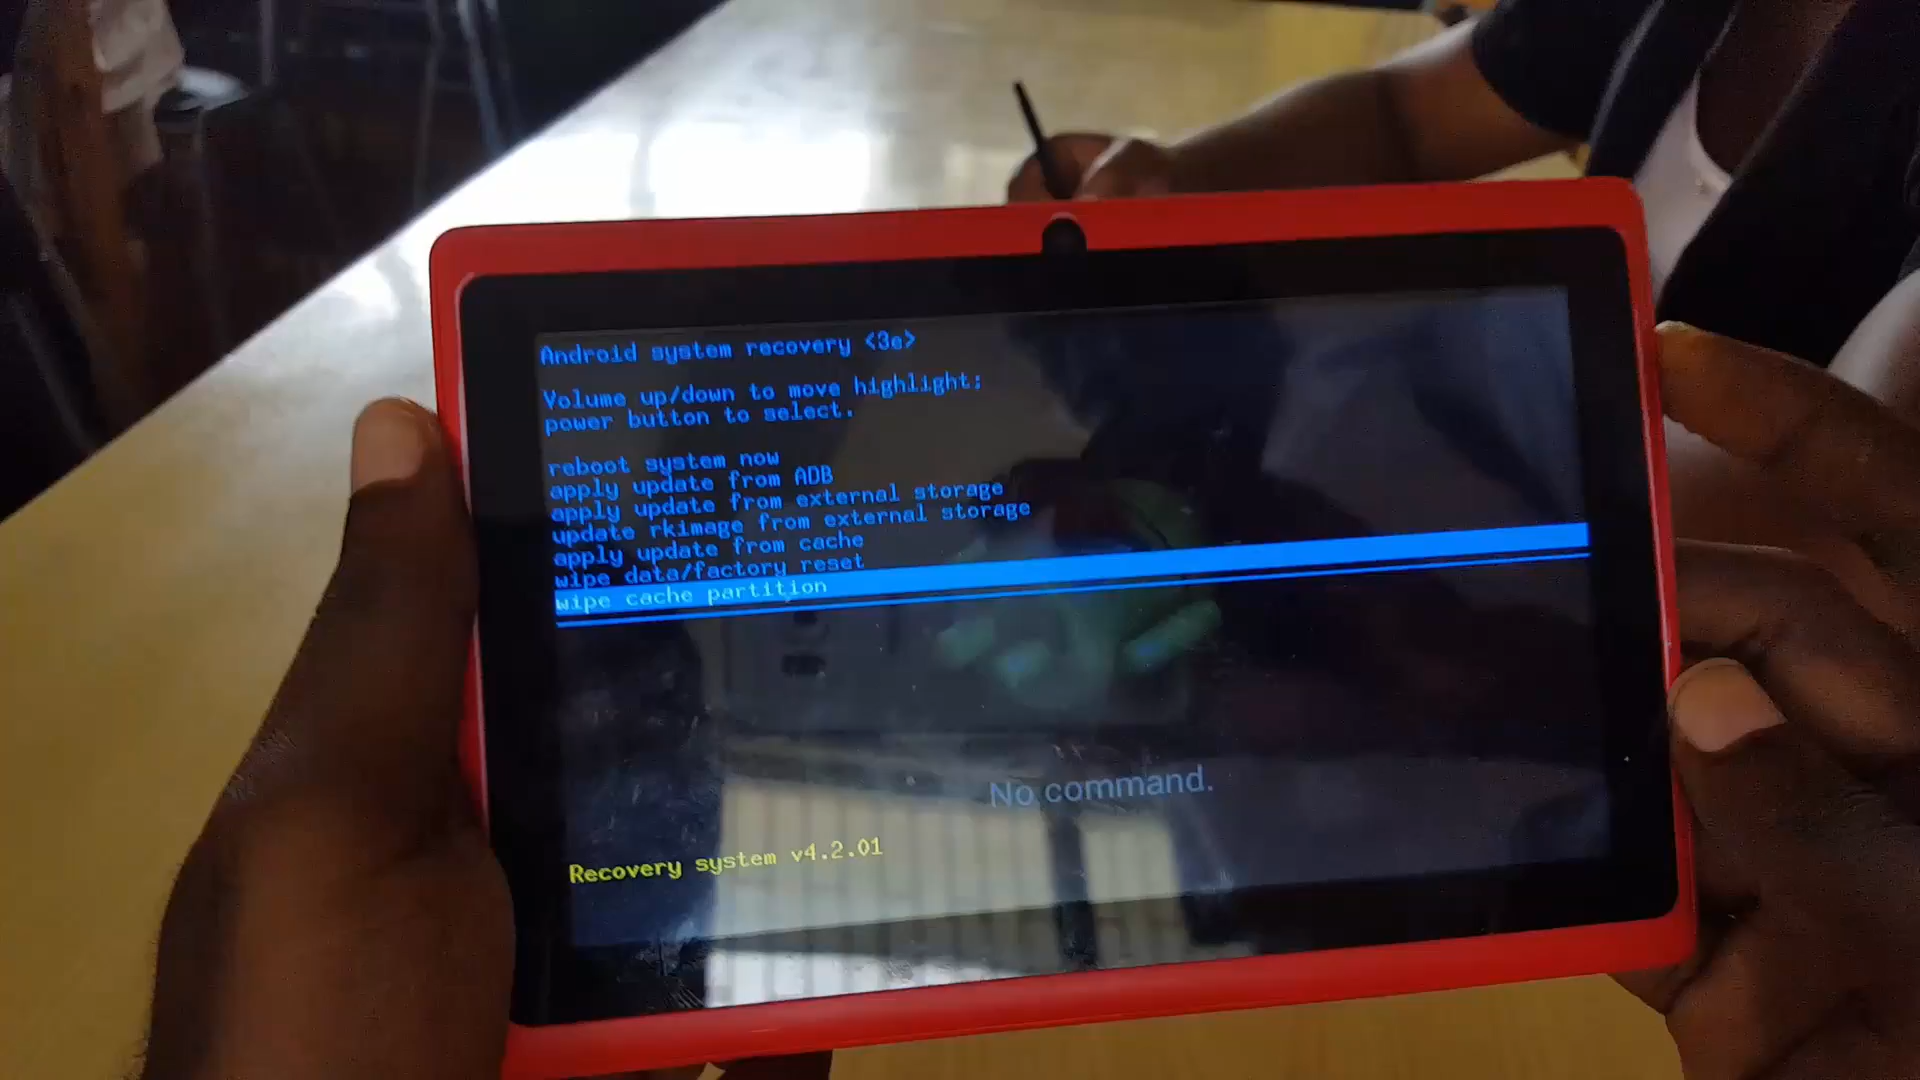 Android system recovery <3e>
Volume up/down to move highlight;
power button to select.
reboot system now
apply update from ADB
apply update from external storage
update rkimage from external storage
apply update from cache
wipe data/factory reset
wipe cache partition
No command.
Recovery system v4.2.01